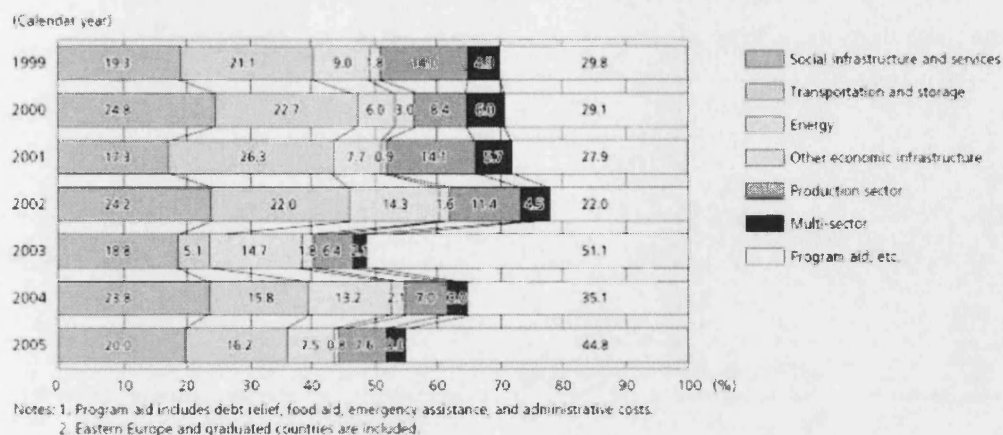 (Calendar year)
1999 19.3 21.1 9.0 1.8 14.0 29.8
2000 24.8 22.7 6.0 3.0 8.4 6.0 29.1
2001 17.3 26.3 7.7 0.9 14.1 5.7 27.9
2002 24.2 22.0 14.3 1.6 11.4 4.5 22.0
2003 18.8 5.1 14.7 1.8 6.4 51.1
2004 23.8 15.8 13.2 2.1 7.0 35.1
2005 20.0 16.2 7.5 0.8 7.6 44.8
0 10 20 30 40 50 60 70 80 90 100 (%)
Social infrastructure and services
Transportation and storage
Energy
Other economic infrastructure
Production sector
Multi-sector
Program aid, etc.
Notes: 1. Program aid includes debt relief, food aid, emergency assistance, and administrative costs.
2. Eastern Europe and graduated countries are included.